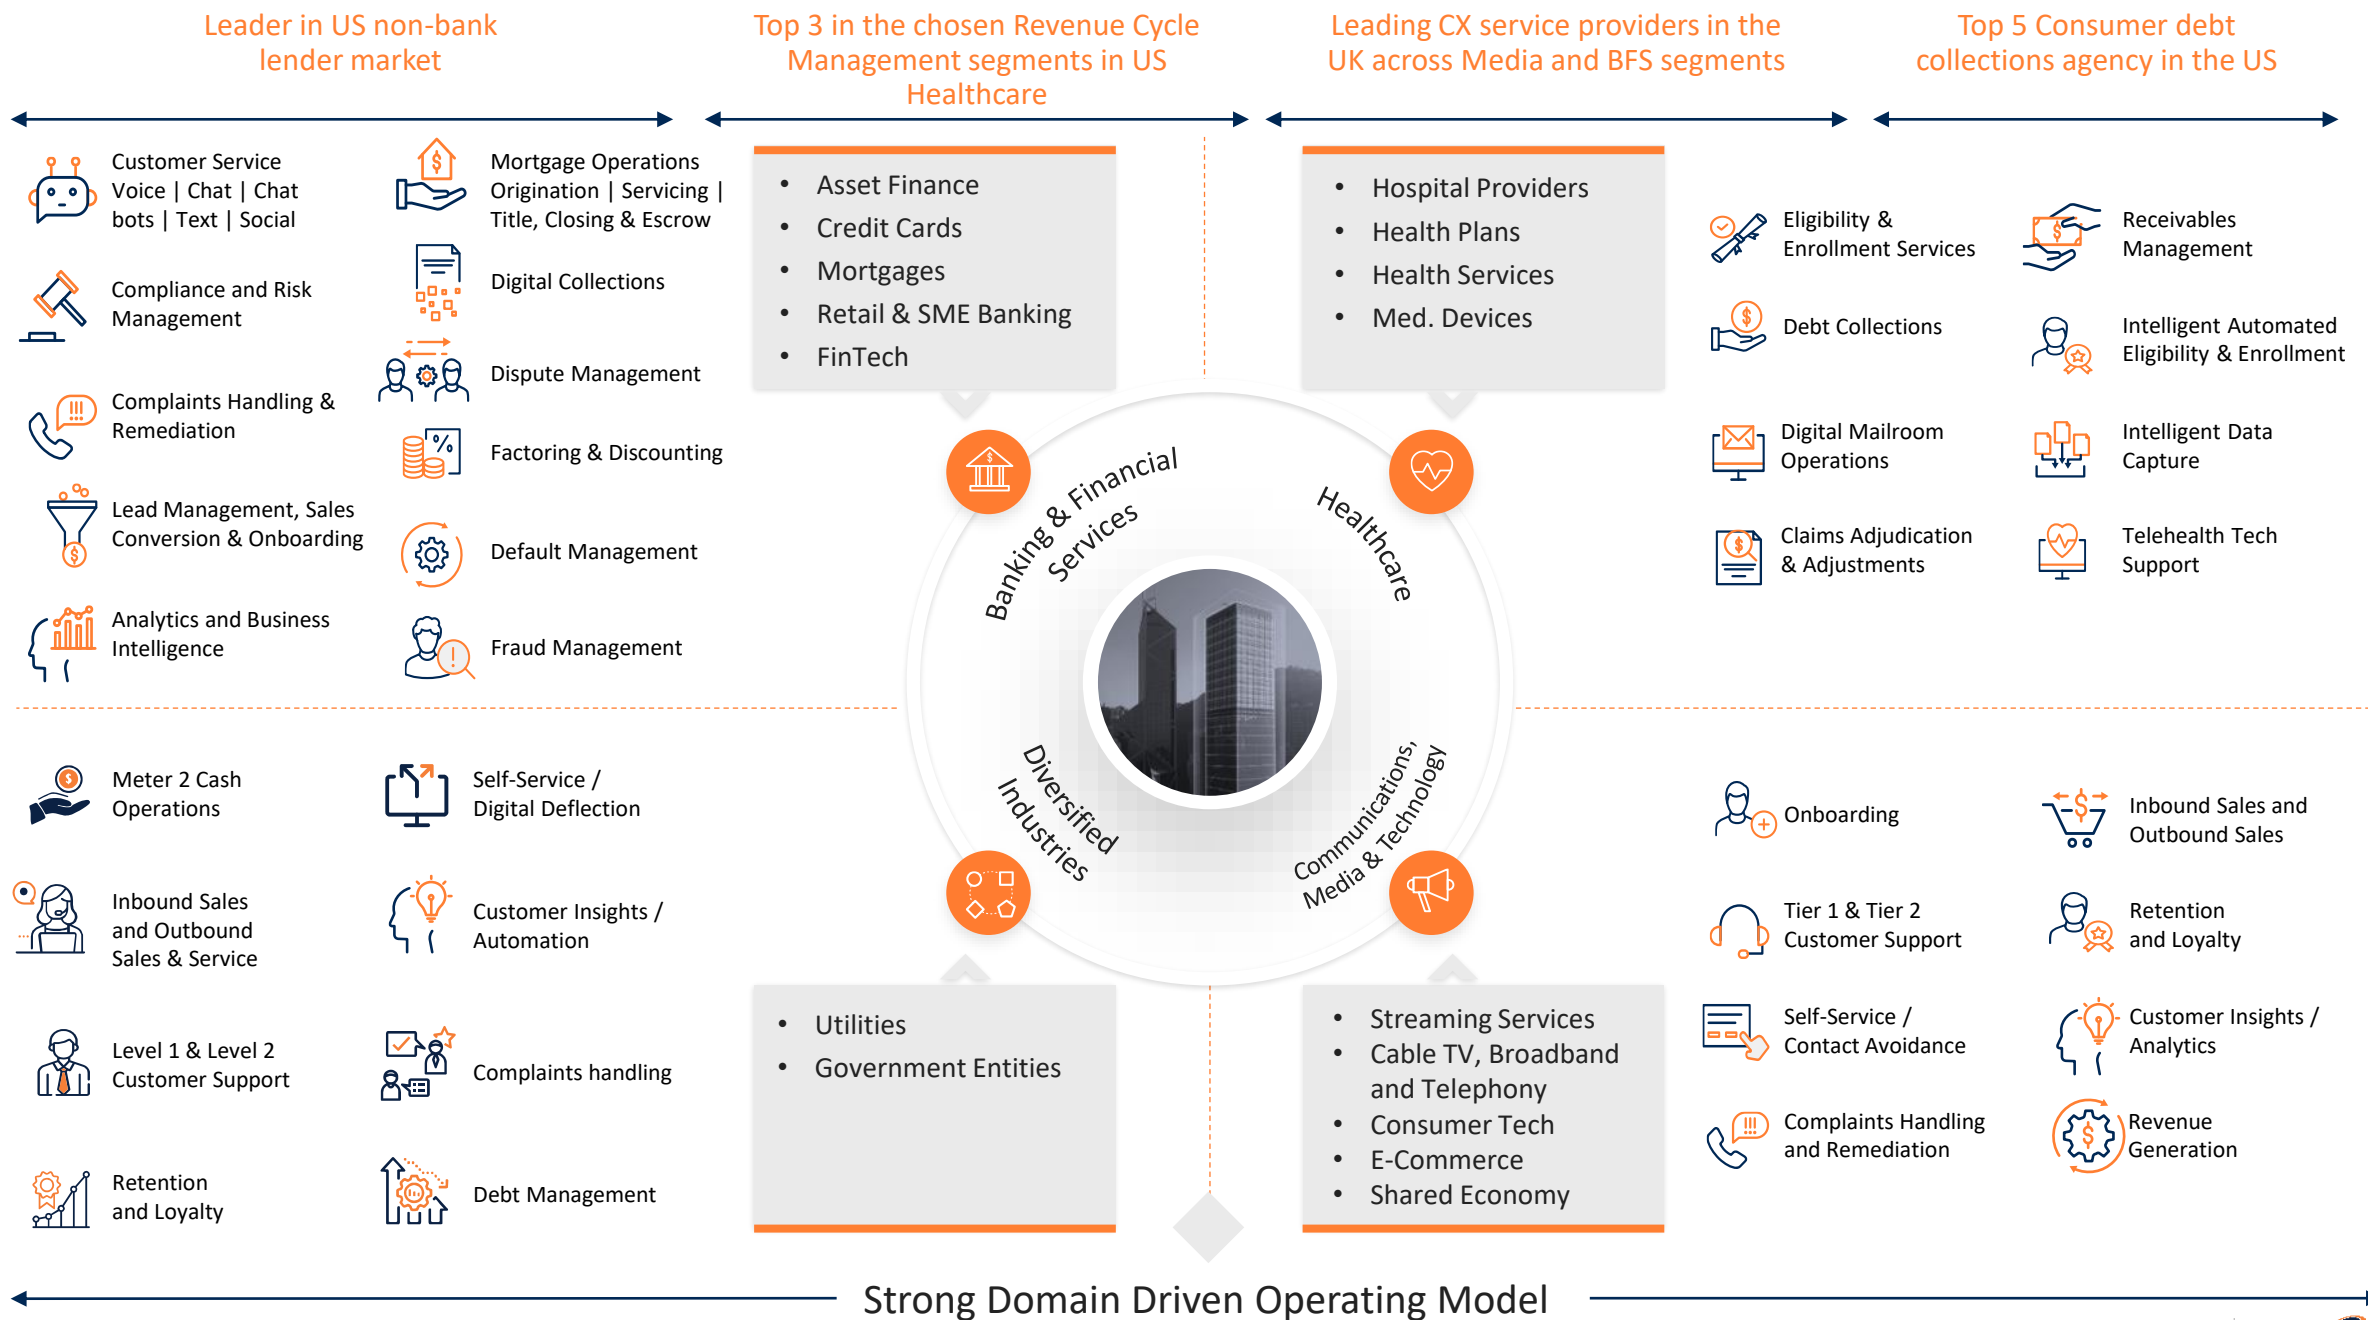 Leader in US non-bank
lender market
Top 3 in the chosen Revenue Cycle
Management segments in US
Healthcare
Leading CX service providers in the
UK across Media and BFS segments
Top 5 Consumer debt
collections agency in the US
Customer Service
Voice | Chat | Chat
bots | Text | Social
Compliance and Risk
Management
Complaints Handling &
Remediation
Lead Management, Sales
Conversion & Onboarding
Analytics and Business
Intelligence
Mortgage Operations
Origination | Servicing |
Title, Closing & Escrow
Digital Collections
Dispute Management
Factoring & Discounting
Default Management
Fraud Management
• Asset Finance
• Credit Cards
• Mortgages
• Retail & SME Banking
• FinTech
• Hospital Providers
• Health Plans
• Health Services
• Med. Devices
Eligibility &
Enrollment Services
Debt Collections
Digital Mailroom
Operations
Claims Adjudication
& Adjustments
Receivables
Management
Intelligent Automated
Eligibility & Enrollment
Intelligent Data
Capture
Telehealth Tech
Support
Banking & Financial
Services
Healthcare
Diversified
Industries
Communications,
Media & Technology
Meter 2 Cash
Operations
Inbound Sales
and Outbound
Sales & Service
Level 1 & Level 2
Customer Support
Retention
and Loyalty
Self-Service /
Digital Deflection
Customer Insights /
Automation
Complaints handling
Debt Management
• Utilities
• Government Entities
• Streaming Services
• Cable TV, Broadband
and Telephony
• Consumer Tech
• E-Commerce
• Shared Economy
Onboarding
Tier 1 & Tier 2
Customer Support
Self-Service /
Contact Avoidance
Complaints Handling
and Remediation
Inbound Sales and
Outbound Sales
Retention
and Loyalty
Customer Insights /
Analytics
Revenue
Generation
Strong Domain Driven Operating Model